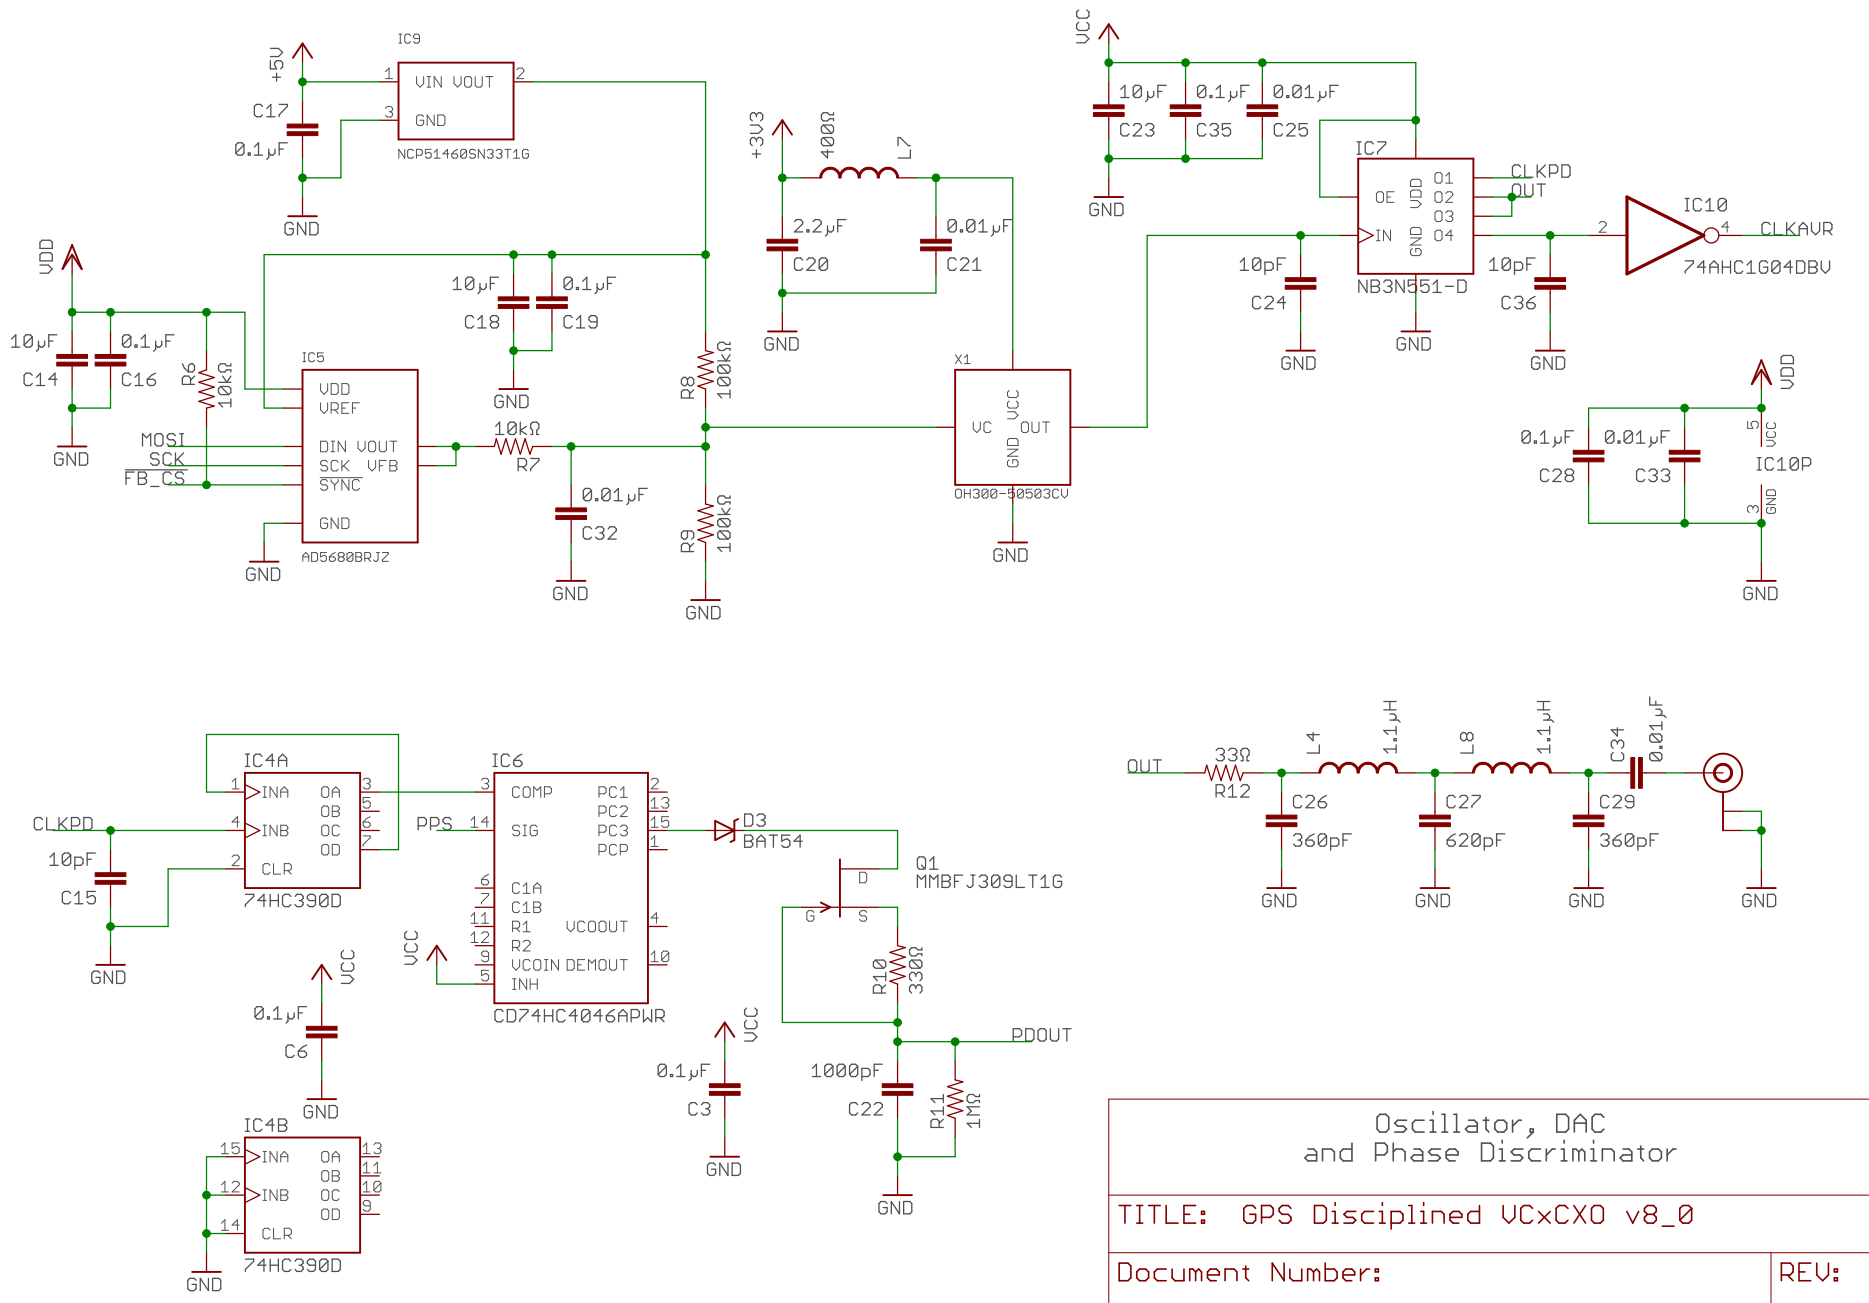 IC9
+5V
1
VIN VOUT
2
3
GND
C17
0.1µF
NCP51460SN33T1G
GND
VDD
10µF
C14
0.1µF
C16
GND
R6
10kΩ
10µF
C18
0.1µF
C19
GND
IC5
VDD
VREF
MOSI
DIN VOUT
SCK
SCK VFB
FB_CS
SYNC
GND
AD5680BRJZ
GND
10kΩ
R7
0.01µF
C32
GND
R8
100kΩ
R9
100kΩ
GND
+3V3
400Ω
L7
2.2µF
C20
0.01µF
C21
GND
X1
VC
VCC
OUT
GND
OH300-50503CV
GND
VCC
10µF
C23
0.1µF
C35
0.01µF
C25
GND
IC7
OE
VDD
O1
O2
O3
O4
IN
GND
NB3N551-D
GND
CLKPD
OUT
10pF
C24
GND
10pF
C36
GND
2
IC10
4
CLKAVR
74AHC1G04DBV
VDD
5
VCC
0.1µF
C28
0.01µF
C33
IC10P
3
GND
GND
IC4A
1
INA
OA
3
OB
5
CLKPD
4
INB
OC
6
OD
7
2
CLR
74HC390D
10pF
C15
GND
IC6
3
COMP
PC1
2
PC2
13
PPS
14
SIG
PC3
15
PCP
1
6
C1A
7
C1B
11
R1
VCOOUT
4
12
R2
9
VCOIN DEMOUT
10
5
INH
VCC
CD74HC4046APWR
D3
BAT54
Q1
MMBFJ309LT1G
D
G
S
R10
330Ω
PDOUT
1000pF
C22
R11
1MΩ
GND
VCC
0.1µF
C6
GND
VCC
0.1µF
C3
GND
IC4B
15
INA
OA
13
OB
11
12
INB
OC
10
OD
9
14
CLR
74HC390D
GND
OUT
33Ω
R12
L4
1.1µH
L8
1.1µH
C34
0.01µF
C26
360pF
GND
C27
620pF
GND
C29
360pF
GND
GND
Oscillator, DAC
and Phase Discriminator
TITLE: GPS Disciplined VCxCXO v8_0
Document Number:
REV: